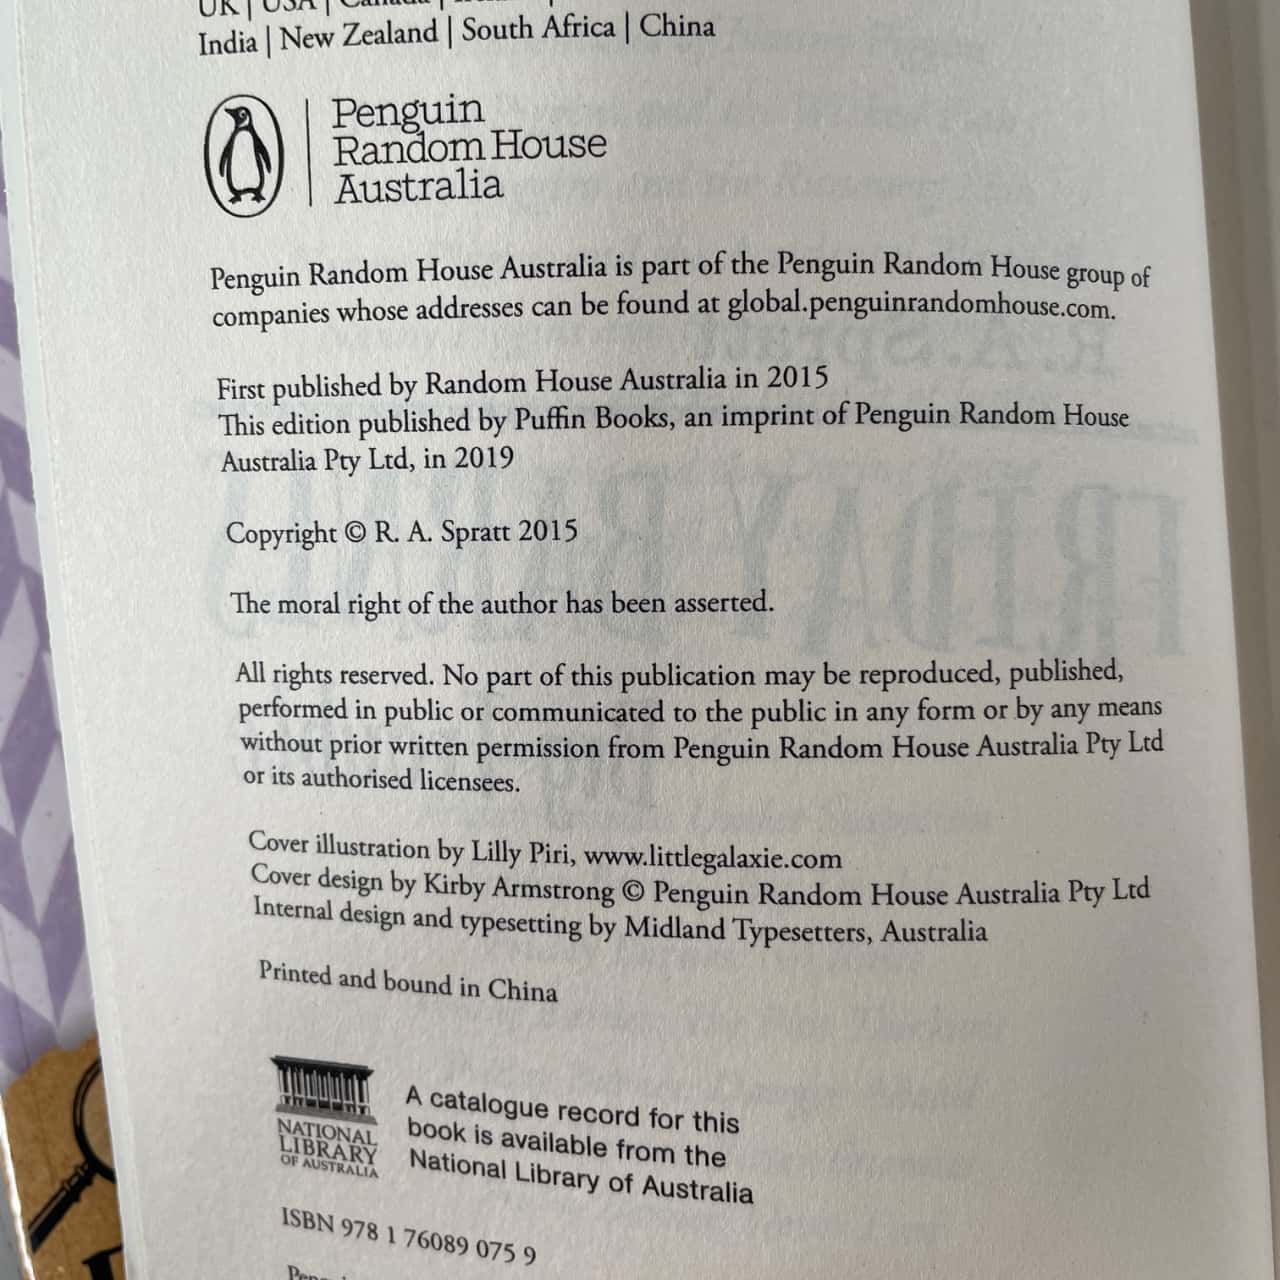 UK | USA | Canada |
India | New Zealand | South Africa | China
Penguin
Random House
Australia
Penguin Random House Australia is part of the Penguin Random House group of
companies whose addresses can be found at global.penguinrandomhouse.com.
First published by Random House Australia in 2015
This edition published by Puffin Books, an imprint of Penguin Random House
Australia Pty Ltd, in 2019
Copyright © R. A. Spratt 2015
The moral right of the author has been asserted.
All rights reserved. No part of this publication may be reproduced, published,
performed in public or communicated to the public in any form or by any means
without prior written permission from Penguin Random House Australia Pty Ltd
or its authorised licensees.
Cover illustration by Lilly Piri, www.littlegalaxie.com
Cover design by Kirby Armstrong © Penguin Random House Australia Pty Ltd
Internal design and typesetting by Midland Typesetters, Australia
Printed and bound in China
NATIONAL
LIBRARY
OF AUSTRALIA
A catalogue record for this
book is available from the
National Library of Australia
ISBN 978 1 76089 075 9